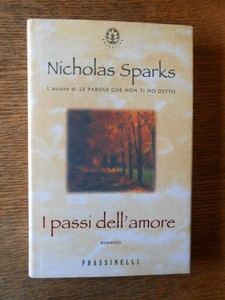 Nicholas Sparks
L'autore di LE PAROLE CHE NON TI HO DETTO
I passi dell'amore
ROMANZO
FRASSINELLI